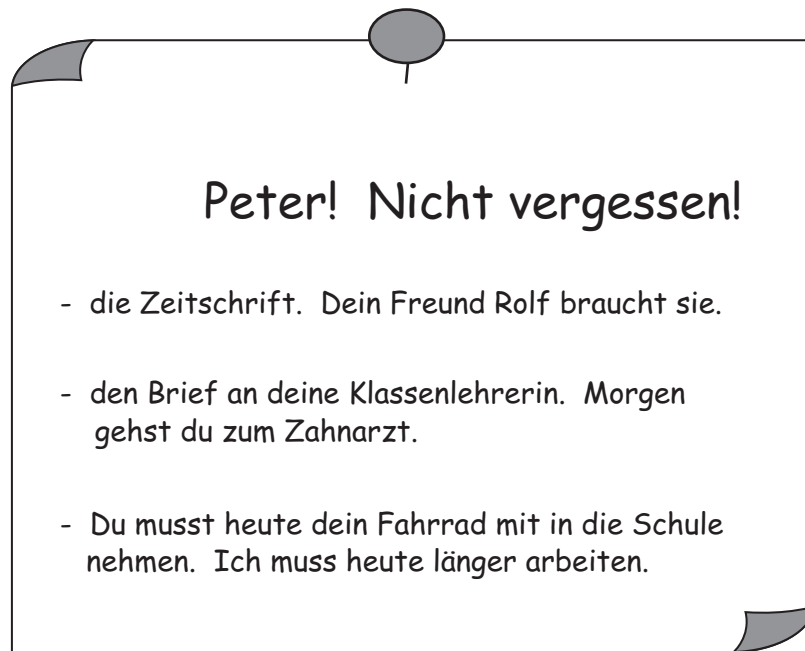 Peter! Nicht vergessen!
- die Zeitschrift. Dein Freund Rolf braucht sie.
- den Brief an deine Klassenlehrerin. Morgen
gehst du zum Zahnarzt.
- Du musst heute dein Fahrrad mit in die Schule
nehmen. Ich muss heute länger arbeiten.